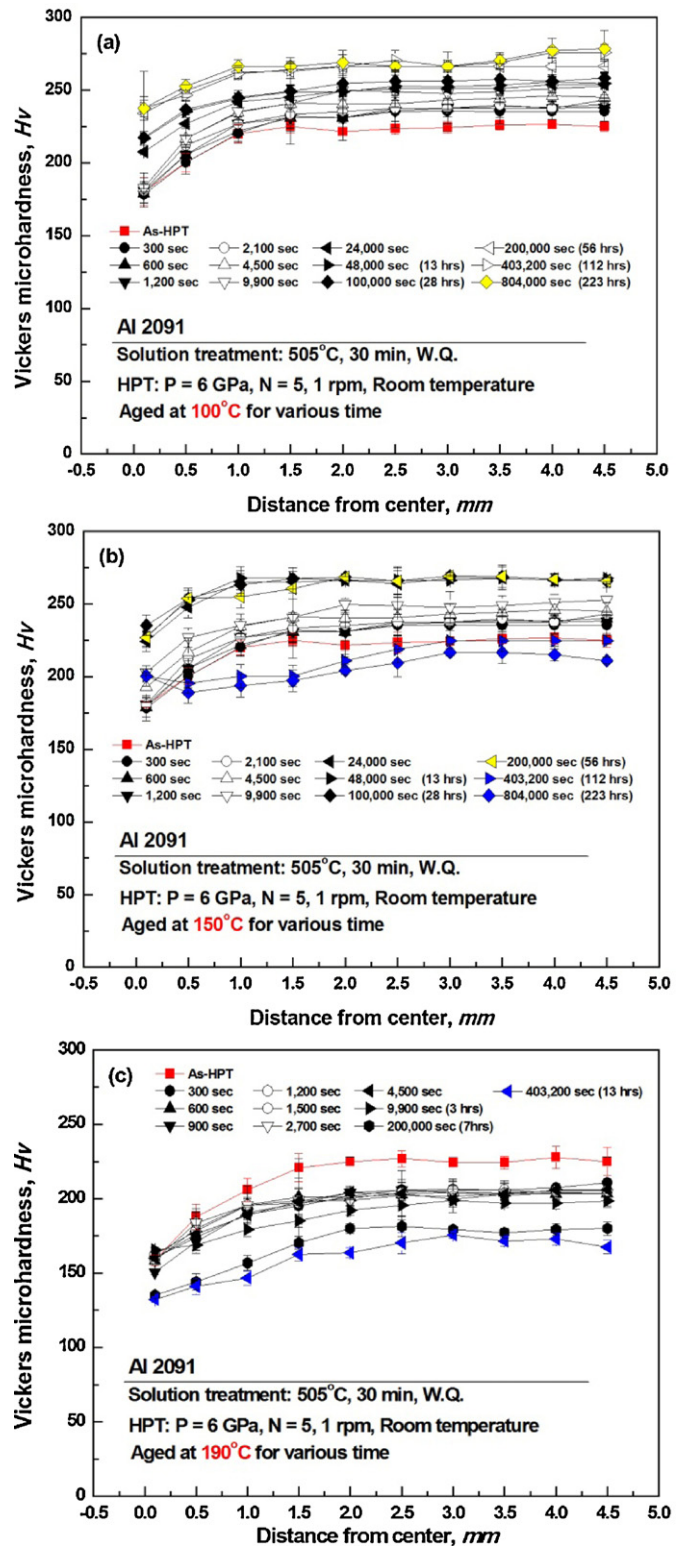 (a)
300
250
200
150
100
50
0
Vickers microhardness, Hv
As-HPT
300 sec 2,100 sec 24,000 sec 200,000 sec (56 hrs)
600 sec 4,500 sec 48,000 sec (13 hrs) 403,200 sec (112 hrs)
1,200 sec 9,900 sec 100,000 sec (28 hrs) 804,000 sec (223 hrs)
Al 2091
Solution treatment: 505°C, 30 min, W.Q.
HPT: P = 6 GPa, N = 5, 1 rpm, Room temperature
Aged at 100°C for various time
-0.5 0.0 0.5 1.0 1.5 2.0 2.5 3.0 3.5 4.0 4.5 5.0
Distance from center, mm
(b)
300
250
200
150
100
50
0
Vickers microhardness, Hv
As-HPT
300 sec 2,100 sec 24,000 sec 200,000 sec (56 hrs)
600 sec 4,500 sec 48,000 sec (13 hrs) 403,200 sec (112 hrs)
1,200 sec 9,900 sec 100,000 sec (28 hrs) 804,000 sec (223 hrs)
Al 2091
Solution treatment: 505°C, 30 min, W.Q.
HPT: P = 6 GPa, N = 5, 1 rpm, Room temperature
Aged at 150°C for various time
-0.5 0.0 0.5 1.0 1.5 2.0 2.5 3.0 3.5 4.0 4.5 5.0
Distance from center, mm
(c)
300
250
200
150
100
50
0
Vickers microhardness, Hv
As-HPT
300 sec 1,200 sec 4,500 sec 403,200 sec (13 hrs)
600 sec 1,500 sec 9,900 sec (3 hrs)
900 sec 2,700 sec 200,000 sec (7hrs)
Al 2091
Solution treatment: 505°C, 30 min, W.Q.
HPT: P = 6 GPa, N = 5, 1 rpm, Room temperature
Aged at 190°C for various time
-0.5 0.0 0.5 1.0 1.5 2.0 2.5 3.0 3.5 4.0 4.5 5.0
Distance from center, mm